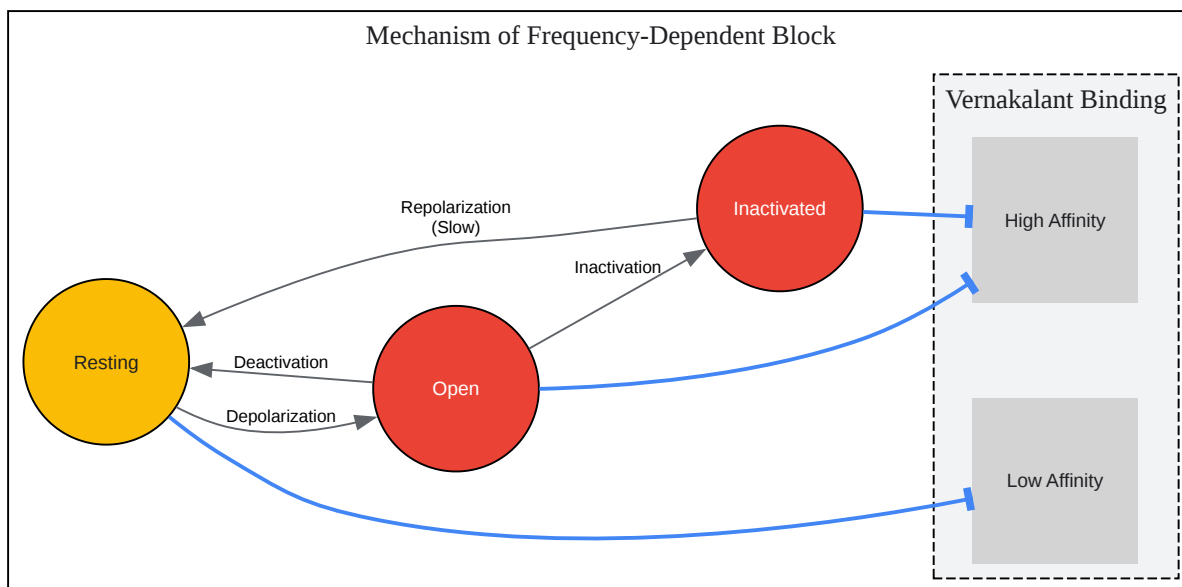 Mechanism of Frequency-Dependent Block
Vernakalant Binding
Inactivated
High Affinity
Repolarization
(Slow)
Inactivation
Resting
Deactivation
Open
Depolarization
Low Affinity